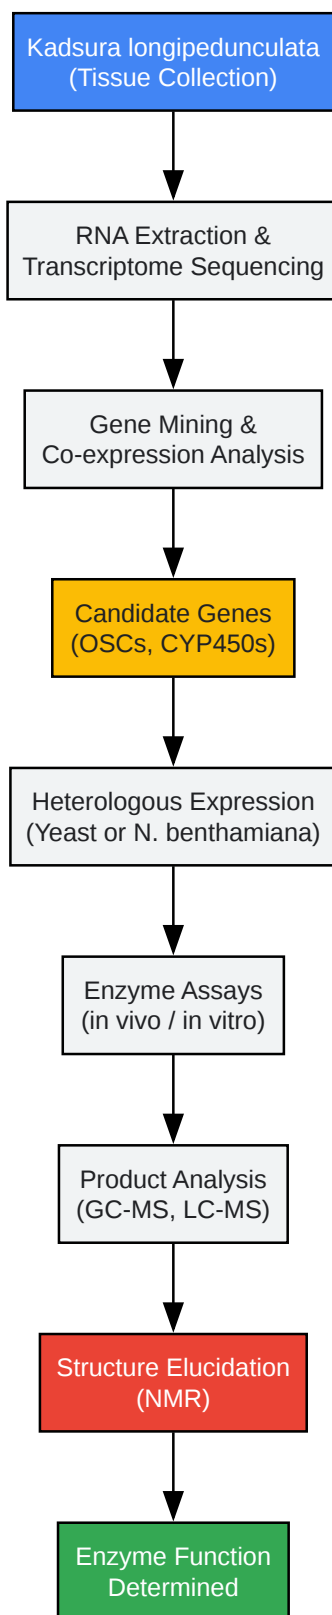 Kadsura longipedunculata
(Tissue Collection)
RNA Extraction &
Transcriptome Sequencing
Gene Mining &
Co-expression Analysis
Candidate Genes
(OSCs, CYP450s)
Heterologous Expression
(Yeast or N. benthamiana)
Enzyme Assays
(in vivo / in vitro)
Product Analysis
(GC-MS, LC-MS)
Structure Elucidation
(NMR)
Enzyme Function
Determined